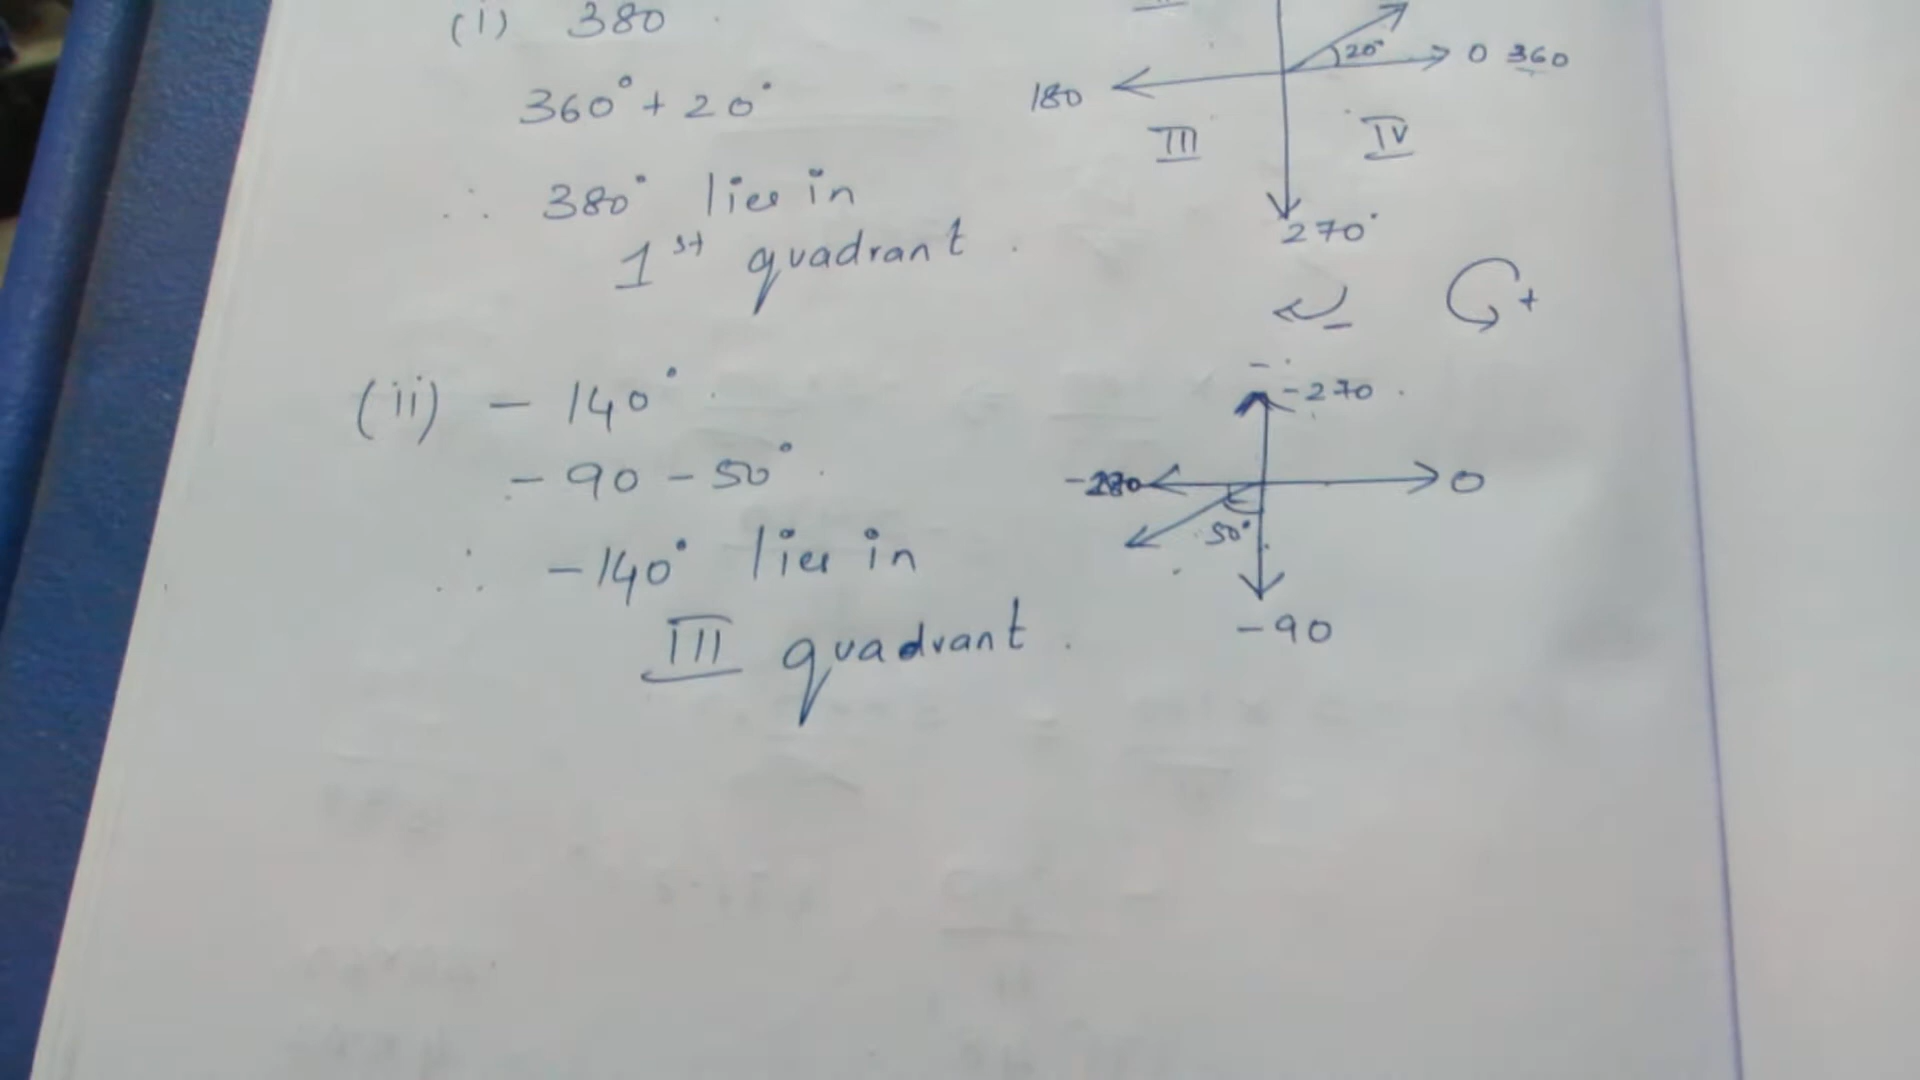 (i) 380
360° + 20°
∴ 380° lies in
1st quadrant.
20°
0 360
180
III
IV
270°
-
+
(ii) - 140°
- 90 - 50°
∴ -140° lies in
III quadrant.
-270
0
50°
-90